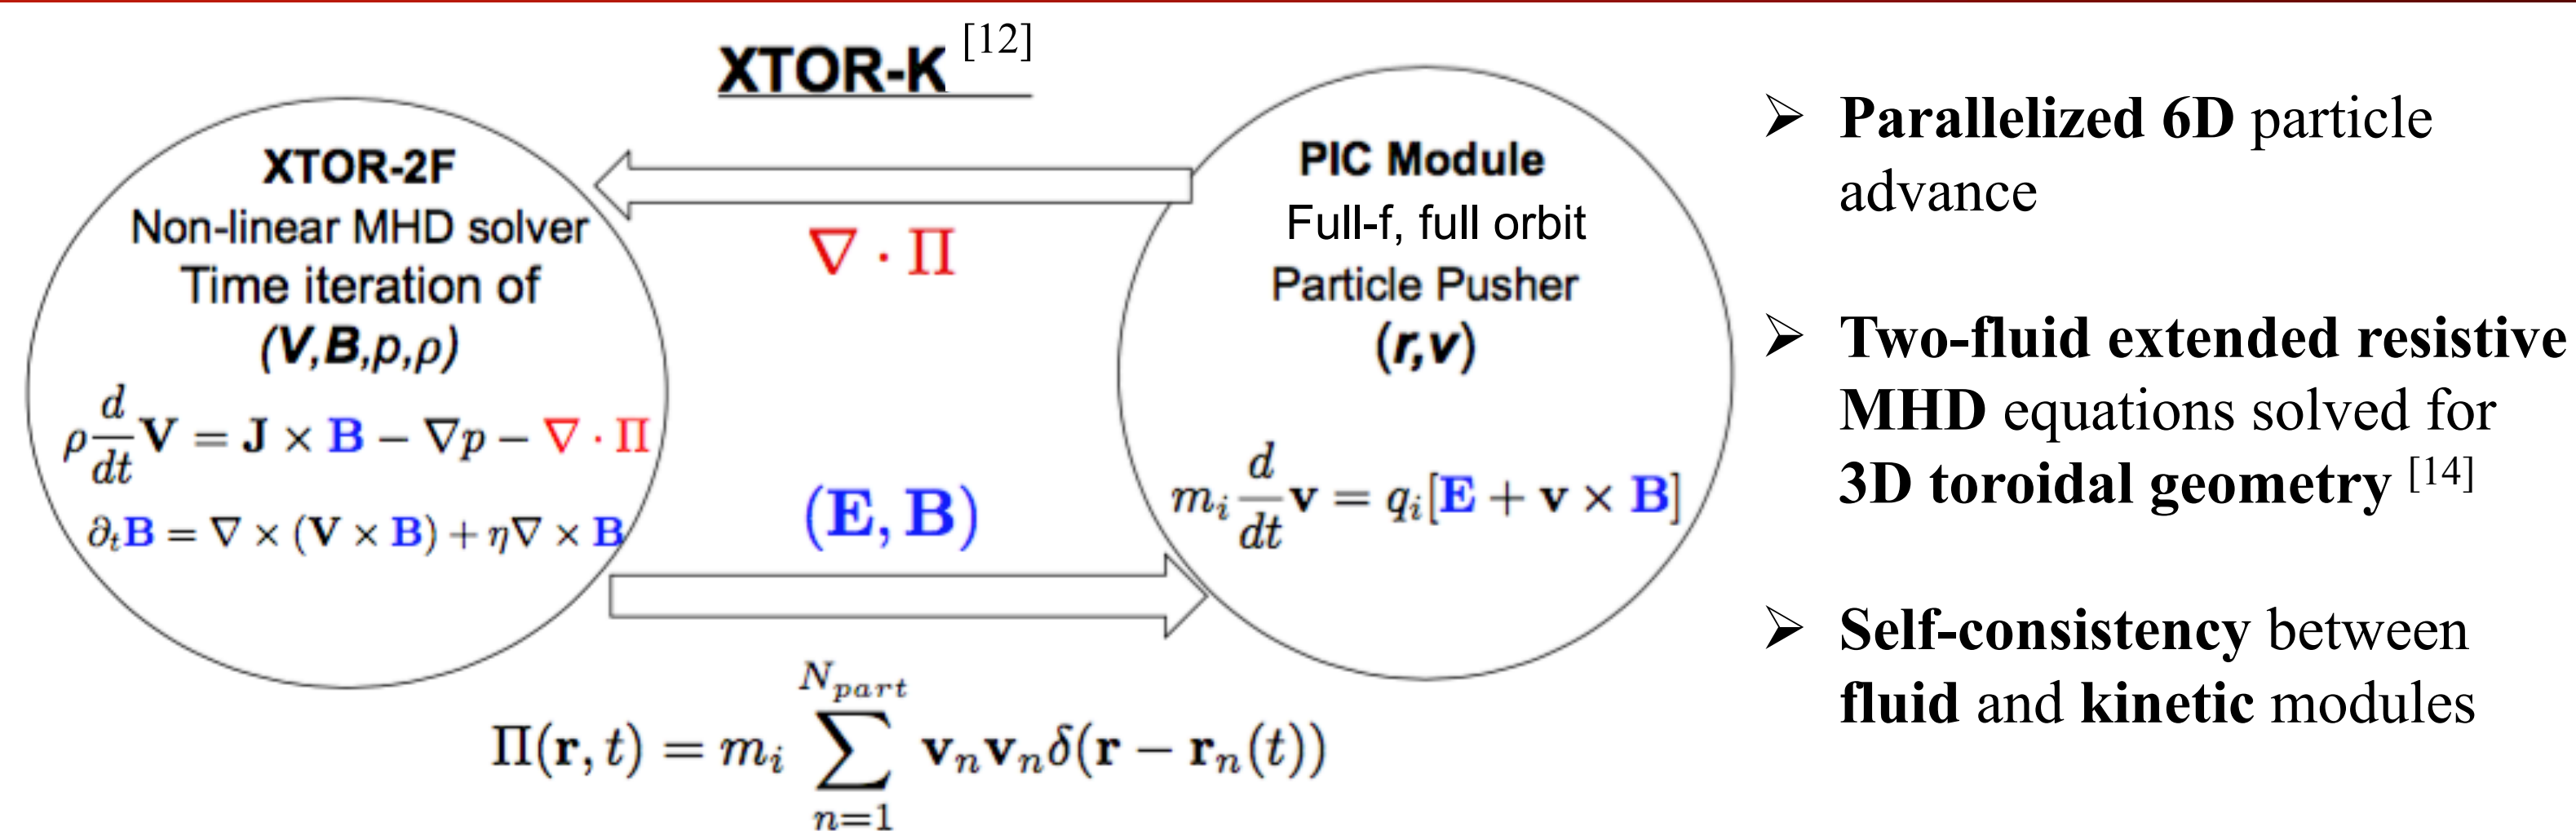 XTOR-K [12]
XTOR-2F
Non-linear MHD solver
Time iteration of
(V,B,p,ρ)
ρ d/dt V = J × B − ∇p − ∇ · Π
∂ₜB = ∇ × (V × B) + η∇ × B
∇ · Π
(E, B)
PIC Module
Full-f, full orbit
Particle Pusher
(r,v)
mᵢ d/dt v = qᵢ[E + v × B]
Π(r, t) = mᵢ ∑_{n=1}^{N_{part}} vₙvₙδ(r − rₙ(t))
➤ Parallelized 6D particle
advance
➤ Two-fluid extended resistive
MHD equations solved for
3D toroidal geometry [14]
➤ Self-consistency between
fluid and kinetic modules